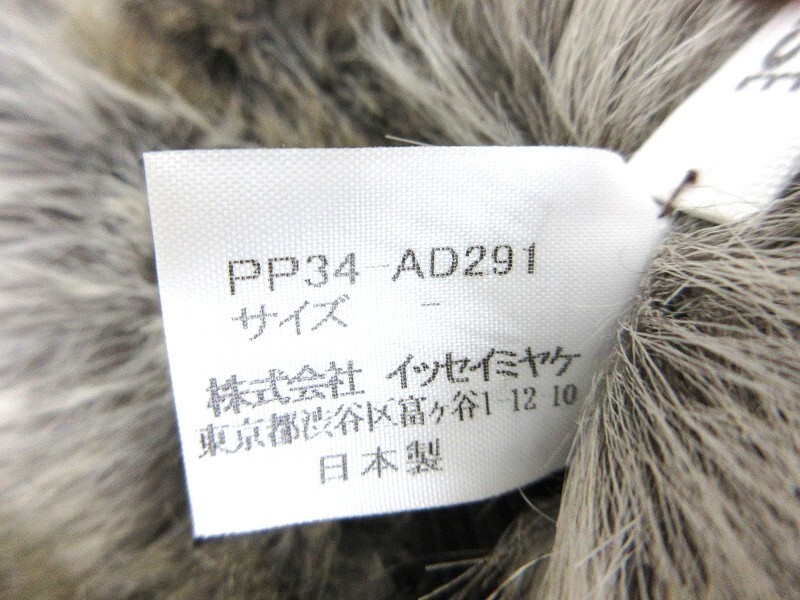 PP34-AD291
サイズ -
株式会社 イッセイミヤケ
東京都渋谷区富ヶ谷1-12-10
日本製